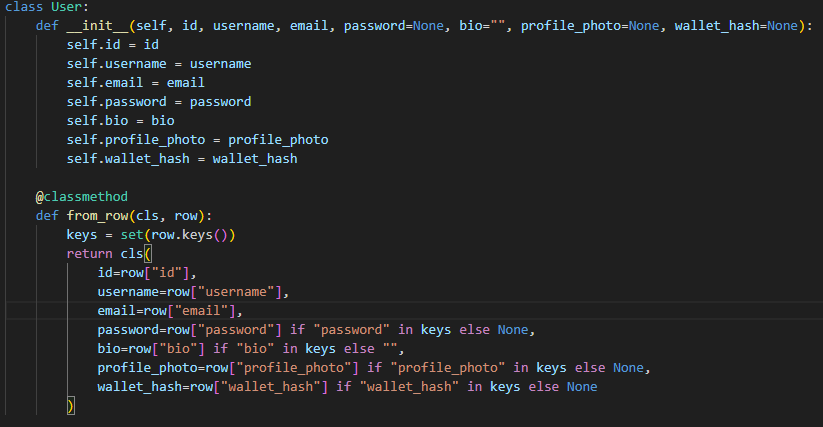 class User:
    def __init__(self, id, username, email, password=None, bio="", profile_photo=None, wallet_hash=None):
        self.id = id
        self.username = username
        self.email = email
        self.password = password
        self.bio = bio
        self.profile_photo = profile_photo
        self.wallet_hash = wallet_hash

    @classmethod
    def from_row(cls, row):
        keys = set(row.keys())
        return cls(
            id=row["id"],
            username=row["username"],
            email=row["email"],
            password=row["password"] if "password" in keys else None,
            bio=row["bio"] if "bio" in keys else "",
            profile_photo=row["profile_photo"] if "profile_photo" in keys else None,
            wallet_hash=row["wallet_hash"] if "wallet_hash" in keys else None
        )